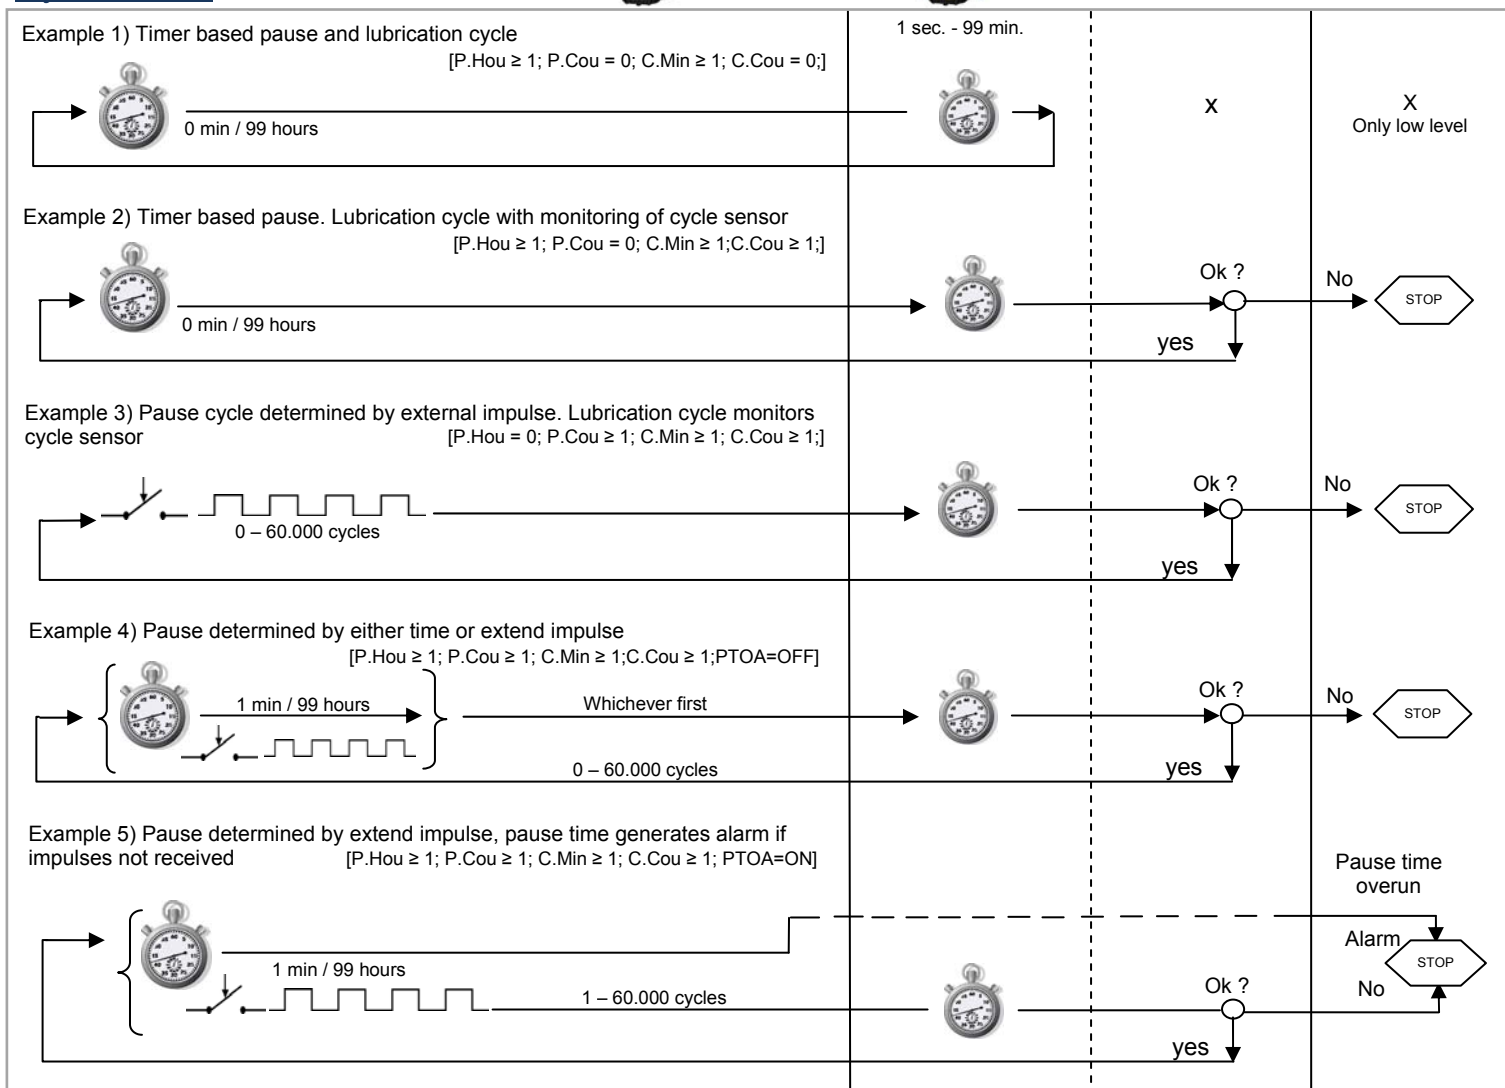 Example 1) Timer based pause and lubrication cycle
[P.Hou ≥ 1; P.Cou = 0; C.Min ≥ 1; C.Cou = 0;]
1 sec. - 99 min.
0 min / 99 hours
x
X
Only low level
Example 2) Timer based pause. Lubrication cycle with monitoring of cycle sensor
[P.Hou ≥ 1; P.Cou = 0; C.Min ≥ 1;C.Cou ≥ 1;]
0 min / 99 hours
Ok ?
No
STOP
yes
Example 3) Pause cycle determined by external impulse. Lubrication cycle monitors
cycle sensor [P.Hou = 0; P.Cou ≥ 1; C.Min ≥ 1; C.Cou ≥ 1;]
0 – 60.000 cycles
Ok ?
No
STOP
yes
Example 4) Pause determined by either time or extend impulse
[P.Hou ≥ 1; P.Cou ≥ 1; C.Min ≥ 1;C.Cou ≥ 1;PTOA=OFF]
1 min / 99 hours
Whichever first
0 – 60.000 cycles
Ok ?
No
STOP
yes
Example 5) Pause determined by extend impulse, pause time generates alarm if
impulses not received [P.Hou ≥ 1; P.Cou ≥ 1; C.Min ≥ 1; C.Cou ≥ 1; PTOA=ON]
Pause time
overun
1 min / 99 hours
1 – 60.000 cycles
Alarm
STOP
Ok ?
No
yes